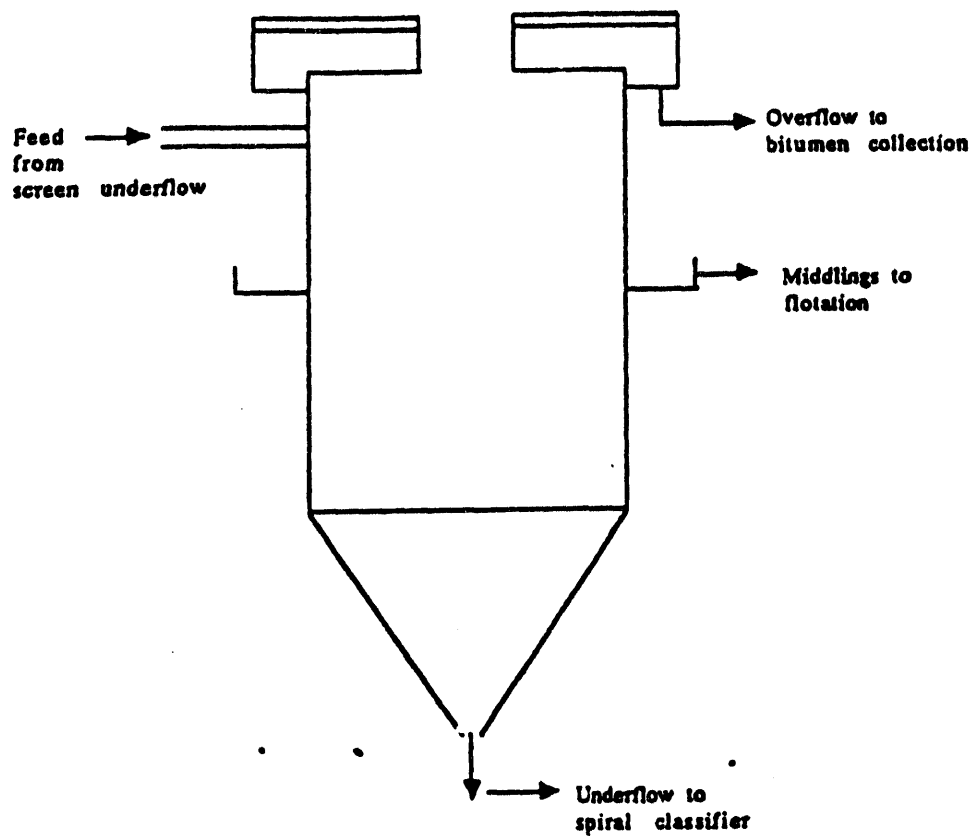 Feed
from
screen underflow
Overflow to
bitumen collection
Middlings to
flotation
Underflow to
spiral classifier